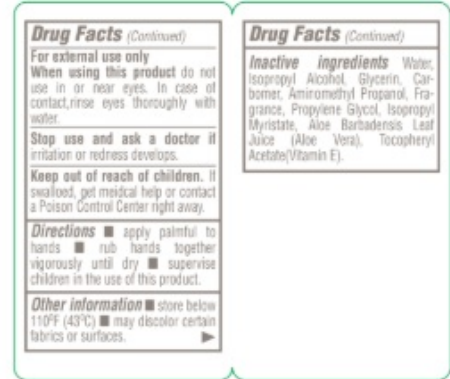 Drug Facts (Continued)
For external use only
When using this product do not
use in or near eyes. In case of
contact,rinse eyes thoroughly with
water.
Stop use and ask a doctor if
irritation or redness develops.
Keep out of reach of children. If
swalloed, get meidcal help or contact
a Poison Control Center right away.
Directions ■ apply palmful to
hands ■ rub hands together
vigorously until dry ■ supervise
children in the use of this product.
Other information ■ store below
110⁰F (43⁰C) ■ may discolor certain
fabrics or surfaces. ▶
Drug Facts (Continued)
Inactive ingredients Water,
Isopropyl Alcohol, Glycerin, Car-
bomer, Aminomethyl Propanol, Fra-
grance, Propylene Glycol, Isopropyl
Myristate, Aloe Barbadensis Leaf
Juice (Aloe Vera), Tocopheryl
Acetate(Vitamin E).